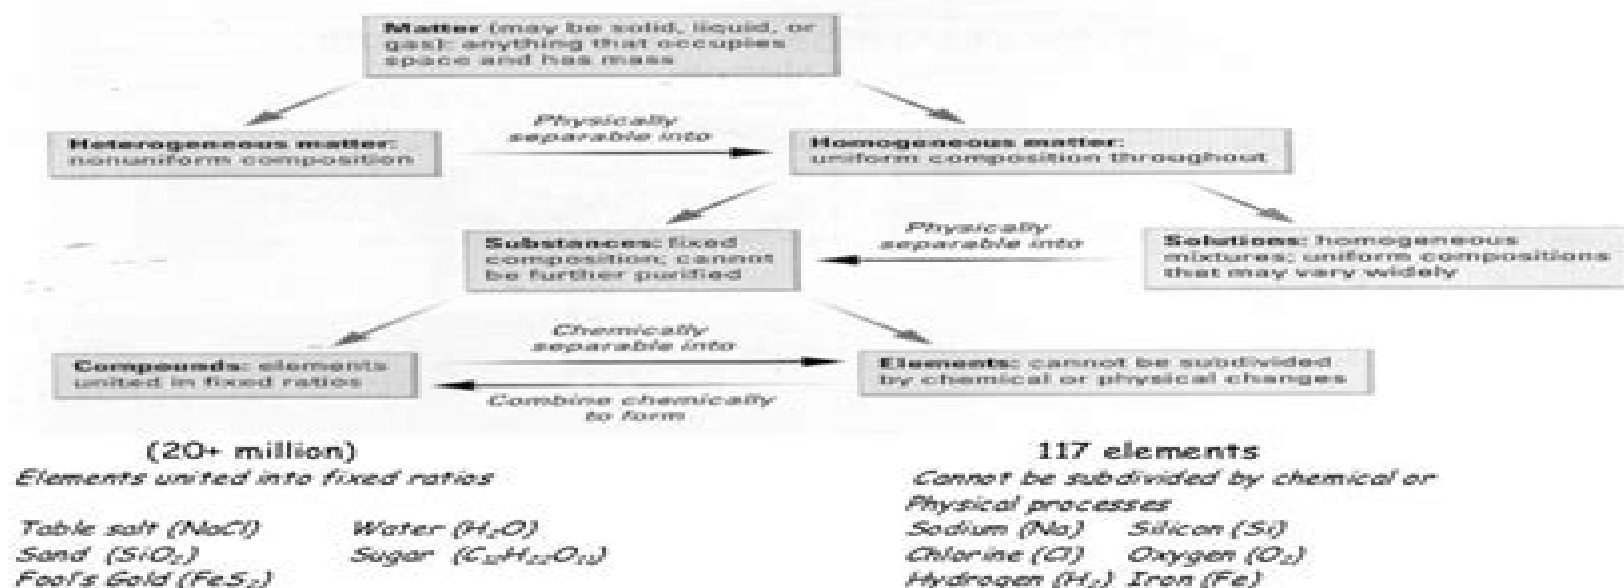 Matter (may be solid, liquid, or
gas): anything that occupies
space and has mass
Heterogeneous matter:
nonuniform composition
Physically
separable into
Homogeneous matter:
uniform composition throughout
Substances: fixed
composition; cannot
be further purified
Physically
separable into
Solutions: homogeneous
mixtures; uniform compositions
that may vary widely
Compounds: elements
united in fixed ratios
Chemically
separable into
Combine chemically
to form
Elements: cannot be subdivided
by chemical or physical changes
(20+ million)
Elements united into fixed ratios
Table salt (NaCl)
Water (H₂O)
Sand (SiO₂)
Sugar (C₁₂H₂₂O₁₁)
Fool's Gold (FeS₂)
117 elements
Cannot be subdivided by chemical or
Physical processes
Sodium (Na) Silicon (Si)
Chlorine (Cl) Oxygen (O₂)
Hydrogen (H₂) Iron (Fe)